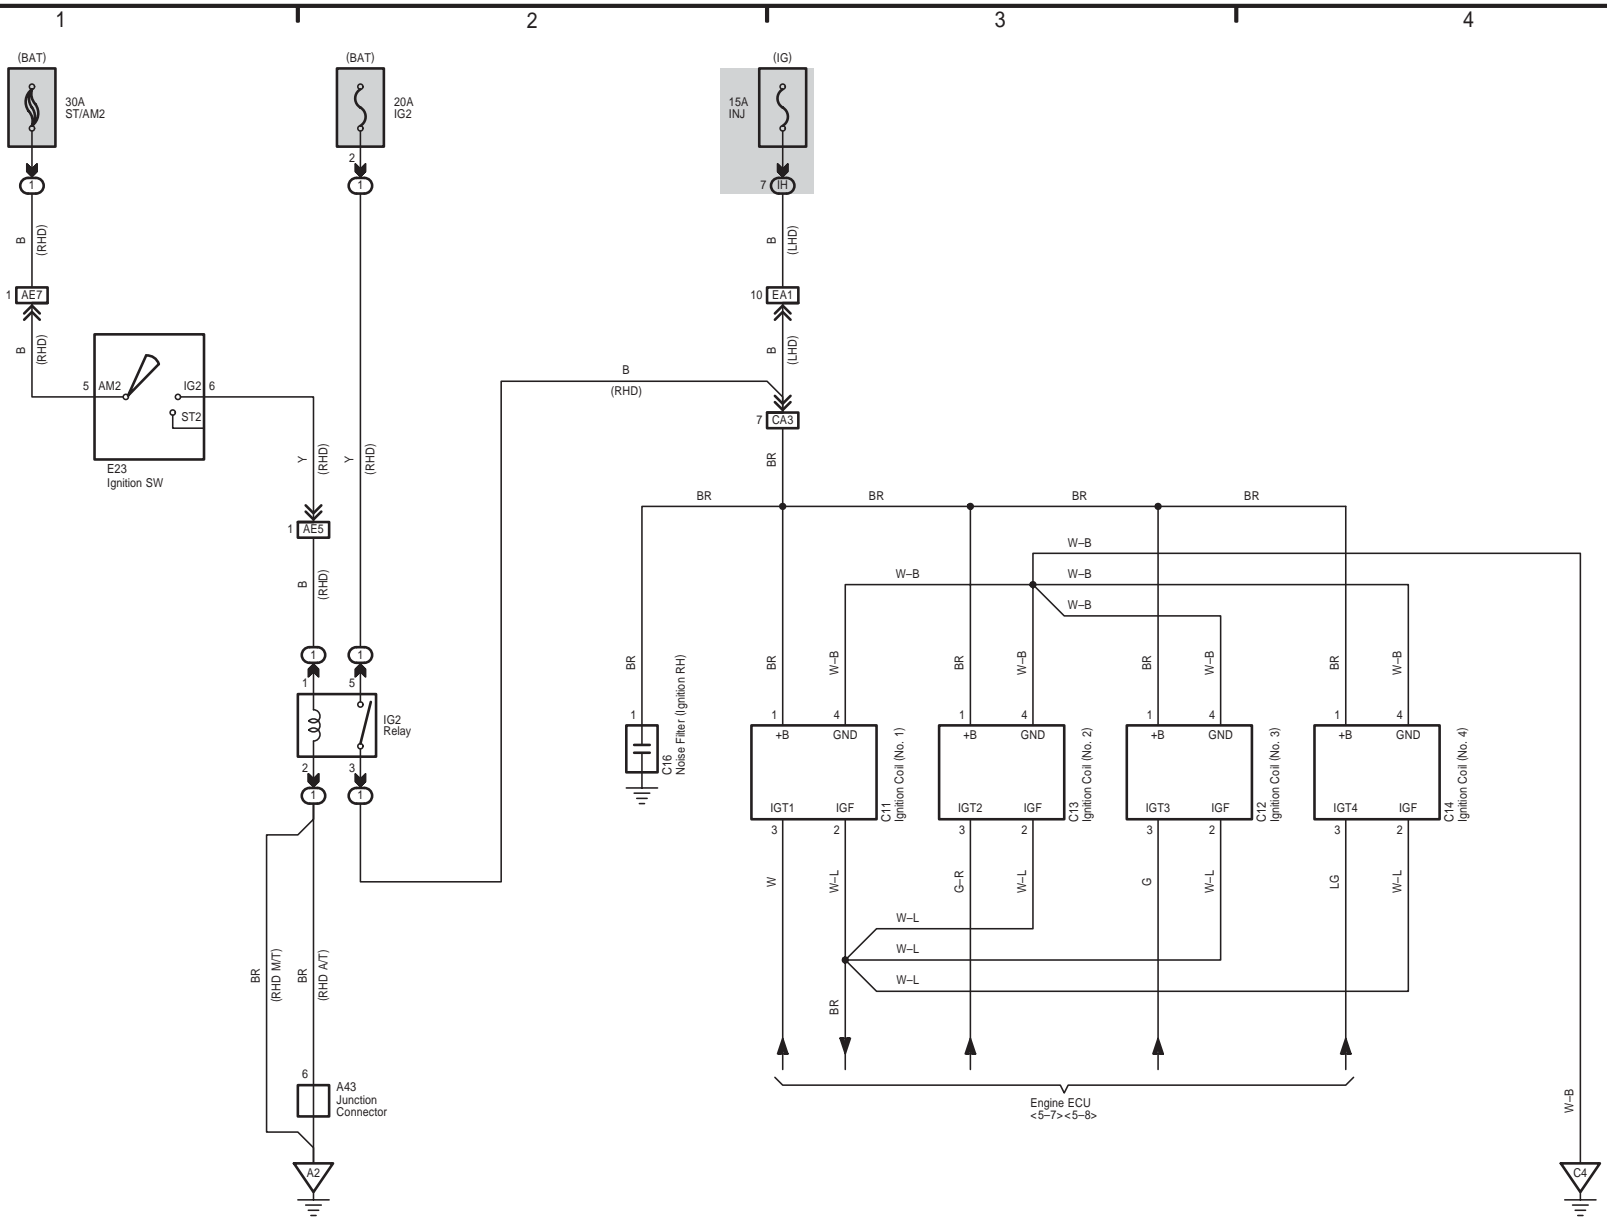 1
2
3
4
(BAT)
(BAT)
(IG)
30A
ST/AM2
20A
IG2
15A
INJ
2
1
1
7 IH
B
(RHD)
B
(LHD)
1 AE7
10 EA1
B
(RHD)
B
(LHD)
B
(RHD)
5 AM2
IG2 6
ST2
7 CA3
E23
Ignition SW
Y
(RHD)
Y
(RHD)
BR
BR
BR
BR
BR
1 AE5
W–B
W–B
W–B
W–B
B
(RHD)
1
1
1
5
IG2
Relay
2
3
1
1
BR
BR
W–B
BR
W–B
BR
W–B
BR
W–B
1
C16
Noise Filter (Ignition RH)
1
4
+B
GND
IGT1
IGF
3
2
C11
Ignition Coil (No. 1)
1
4
+B
GND
IGT2
IGF
3
2
C13
Ignition Coil (No. 2)
1
4
+B
GND
IGT3
IGF
3
2
C12
Ignition Coil (No. 3)
1
4
+B
GND
IGT4
IGF
3
2
C14
Ignition Coil (No. 4)
W
W–L
G–R
W–L
G
W–L
LG
W–L
W–L
W–L
W–L
BR
BR
(RHD M/T)
BR
(RHD A/T)
6
A43
Junction
Connector
Engine ECU
<5–7><5–8>
W–B
A2
C4